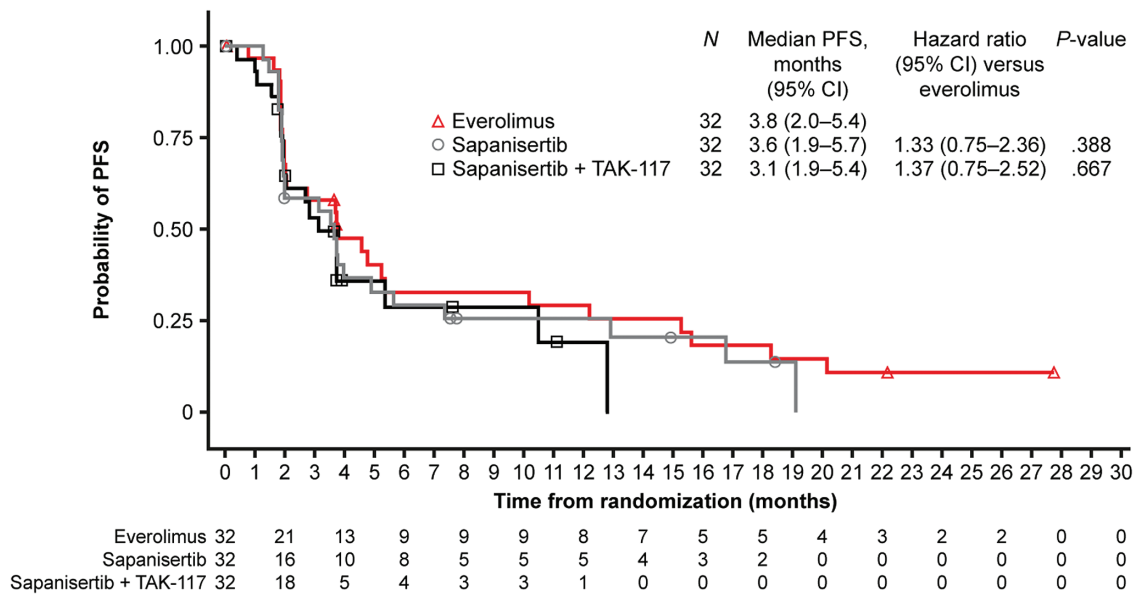 N Median PFS, Hazard ratio P-value
months (95% CI) versus
(95% CI) everolimus
Everolimus 32 3.8 (2.0–5.4)
Sapanisertib 32 3.6 (1.9–5.7) 1.33 (0.75–2.36) .388
Sapanisertib + TAK-117 32 3.1 (1.9–5.4) 1.37 (0.75–2.52) .667
Probability of PFS
1.00
0.75
0.50
0.25
0
0 1 2 3 4 5 6 7 8 9 10 11 12 13 14 15 16 17 18 19 20 21 22 23 24 25 26 27 28 29 30
Time from randomization (months)
Everolimus 32 21 13 9 9 9 8 7 5 5 4 3 2 2 0 0
Sapanisertib 32 16 10 8 5 5 5 4 3 2 0 0 0 0 0 0
Sapanisertib + TAK-117 32 18 5 4 3 3 1 0 0 0 0 0 0 0 0 0